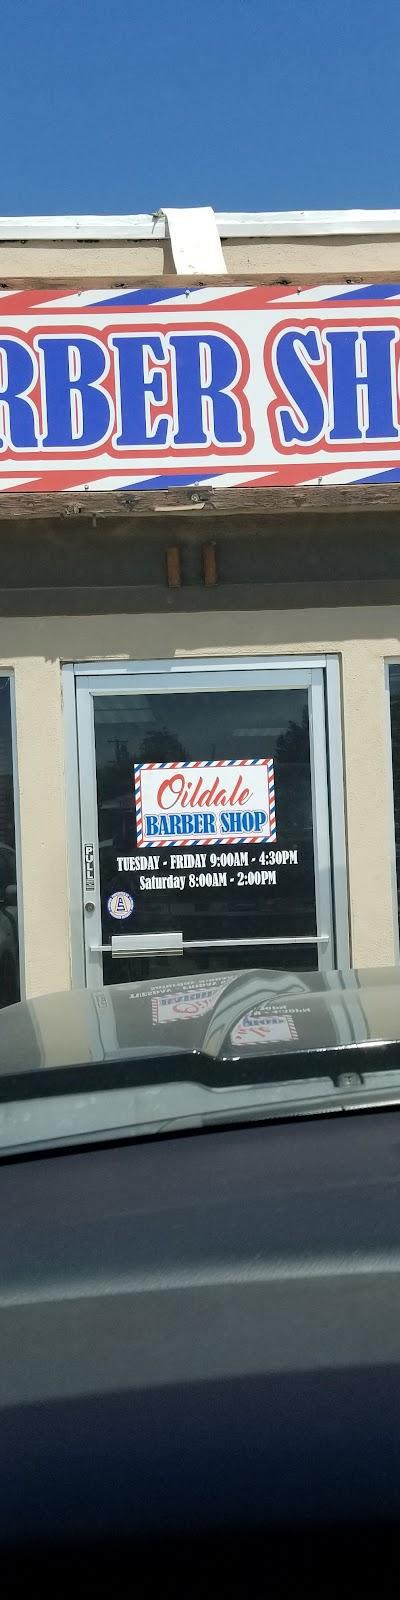 RBER SH
Oildale
BARBER SHOP
TUESDAY - FRIDAY 9:00AM - 4:30PM
Saturday 8:00AM - 2:00PM
PULL